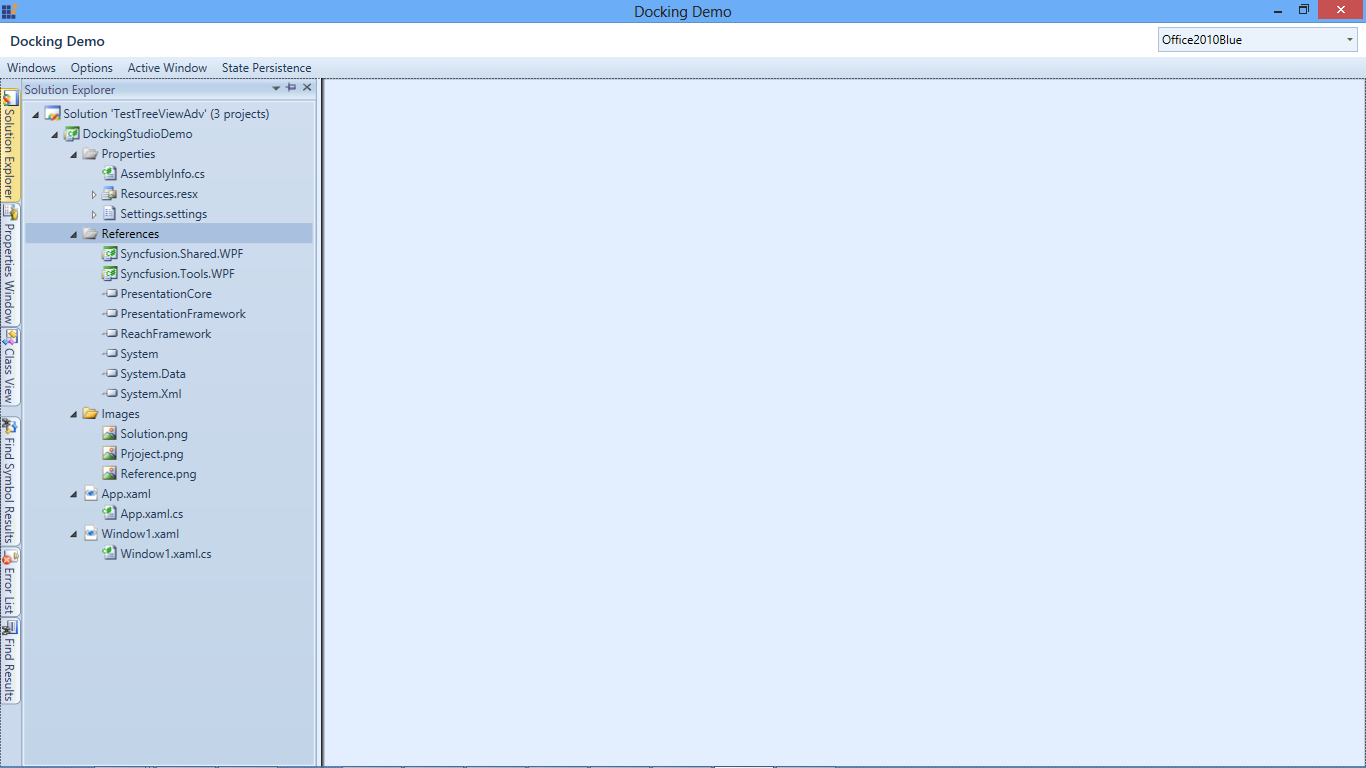 Docking Demo
Docking Demo
Office2010Blue
Windows Options Active Window State Persistence
Solution Explorer
Solution 'TestTreeViewAdv' (3 projects)
DockingStudioDemo
Properties
AssemblyInfo.cs
Resources.resx
Settings.settings
References
Syncfusion.Shared.WPF
Syncfusion.Tools.WPF
PresentationCore
PresentationFramework
ReachFramework
System
System.Data
System.Xml
Images
Solution.png
Prjoject.png
Reference.png
App.xaml
App.xaml.cs
Window1.xaml
Window1.xaml.cs
Solution Explorer
Properties Window
Class View
Find Symbol Results
Error List
Find Results